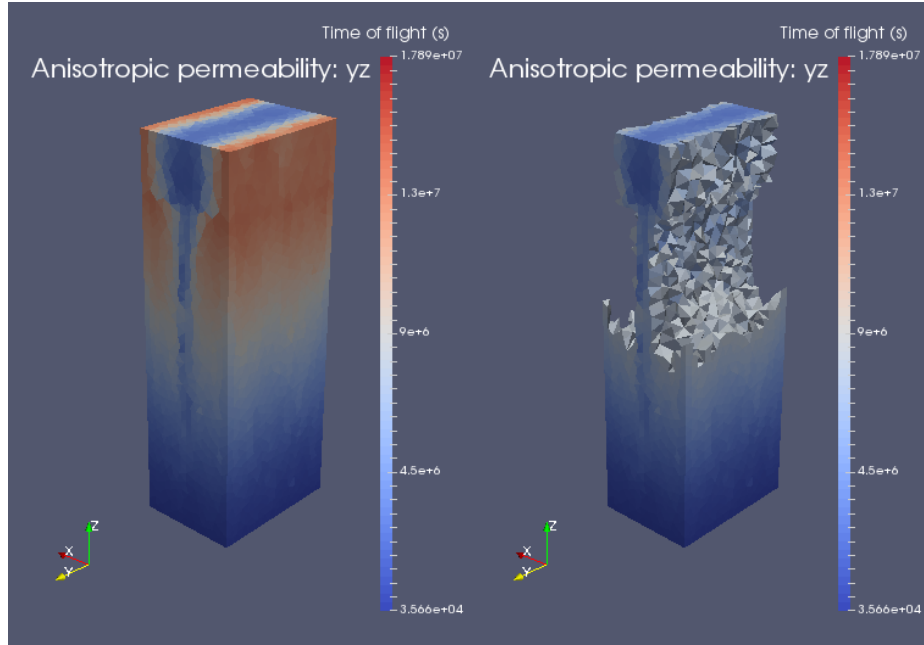 Time of flight (s)
Anisotropic permeability: yz
1.789e+07
1.3e+7
9e+6
4.5e+6
3.566e+04
Z
X
Y
Time of flight (s)
Anisotropic permeability: yz
1.789e+07
1.3e+7
9e+6
4.5e+6
3.566e+04
Z
X
Y